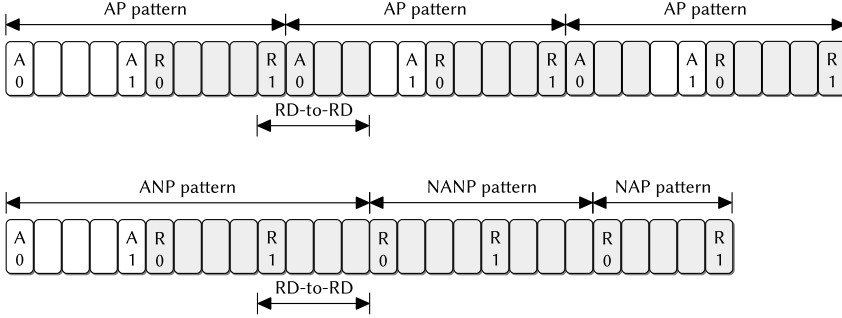 AP pattern AP pattern AP pattern
A A R R A A R R A A R R
0 1 0 1 0 1 0 1 0 1 0 1
RD-to-RD
ANP pattern NANP pattern NAP pattern
A A R R R R R R
0 1 0 1 0 1 0 1
RD-to-RD